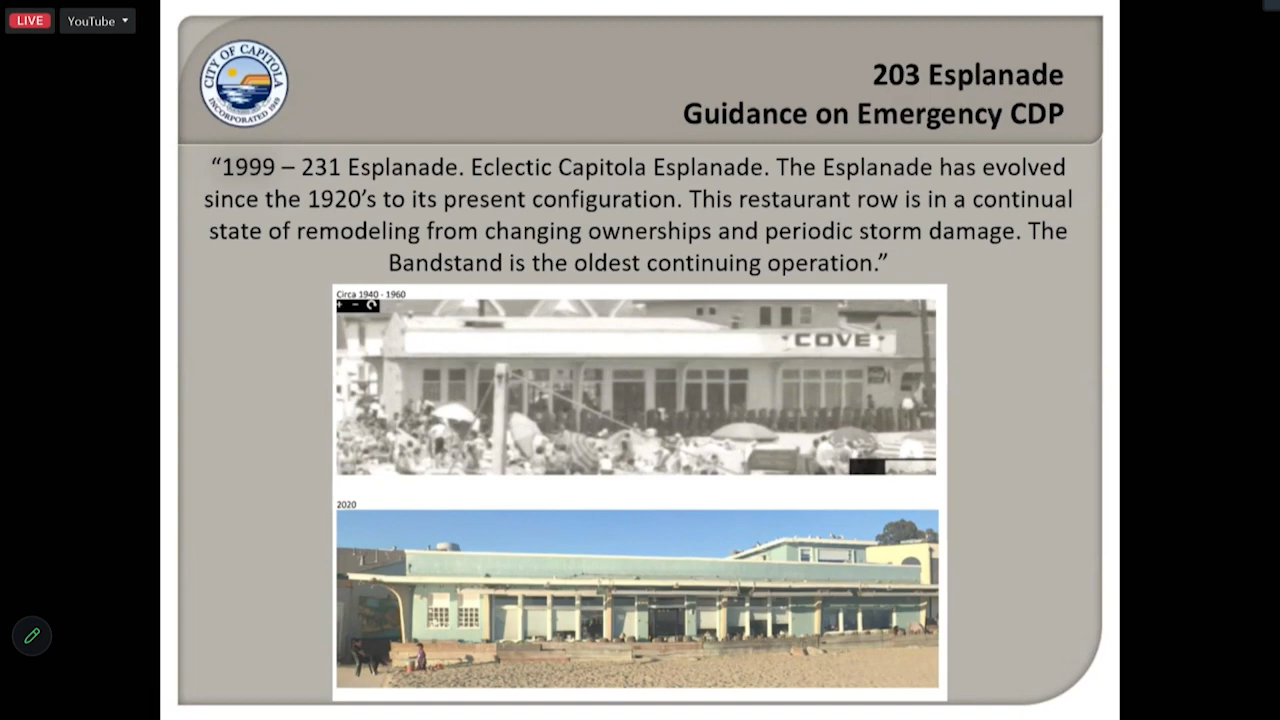 LIVE
YouTube
CITY OF CAPITOLA
INCORPORATED 1949
203 Esplanade
Guidance on Emergency CDP
“1999 – 231 Esplanade. Eclectic Capitola Esplanade. The Esplanade has evolved
since the 1920’s to its present configuration. This restaurant row is in a continual
state of remodeling from changing ownerships and periodic storm damage. The
Bandstand is the oldest continuing operation.”
Circa 1940 - 1960
COVE
2020